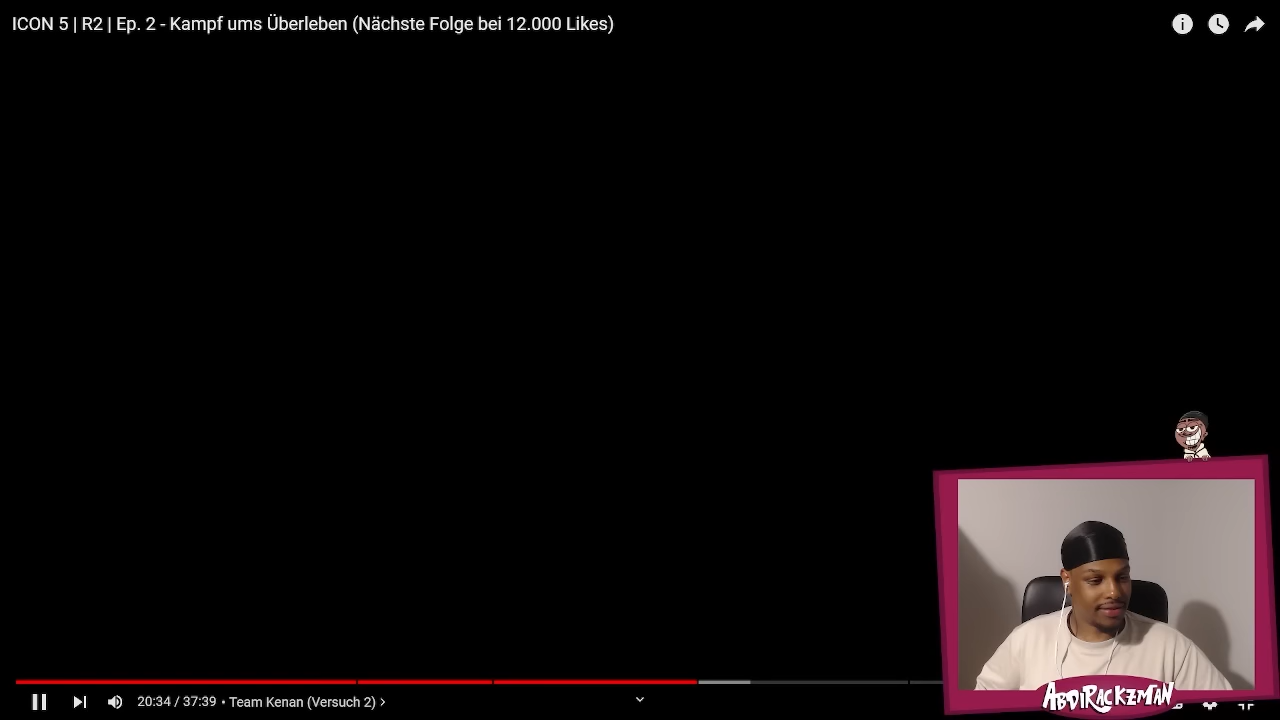 ICON 5 | R2 | Ep. 2 - Kampf ums Überleben (Nächste Folge bei 12.000 Likes)
20:34 / 37:39 • Team Kenan (Versuch 2) ›
ABDIRACKZMAN